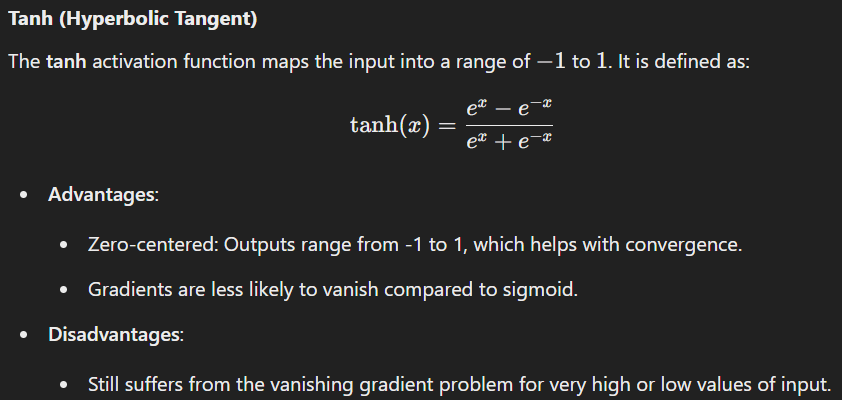 Tanh (Hyperbolic Tangent)
The tanh activation function maps the input into a range of −1 to 1. It is defined as:
tanh(x) = (e^x − e^−x) / (e^x + e^−x)
• Advantages:
• Zero-centered: Outputs range from -1 to 1, which helps with convergence.
• Gradients are less likely to vanish compared to sigmoid.
• Disadvantages:
• Still suffers from the vanishing gradient problem for very high or low values of input.